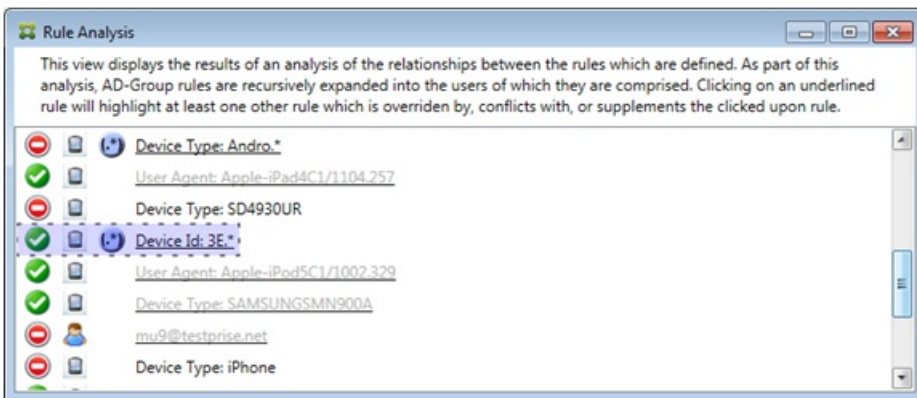 Rule Analysis
This view displays the results of an analysis of the relationships between the rules which are defined. As part of this
analysis, AD-Group rules are recursively expanded into the users of which they are comprised. Clicking on an underlined
rule will highlight at least one other rule which is overriden by, conflicts with, or supplements the clicked upon rule.
(.*) Device Type: Andro.*
User Agent: Apple-iPad4C1/1104.257
Device Type: SD4930UR
(.*) Device Id: 3E.*
User Agent: Apple-iPod5C1/1002.329
Device Type: SAMSUNGSMN900A
mu9@testprise.net
Device Type: iPhone